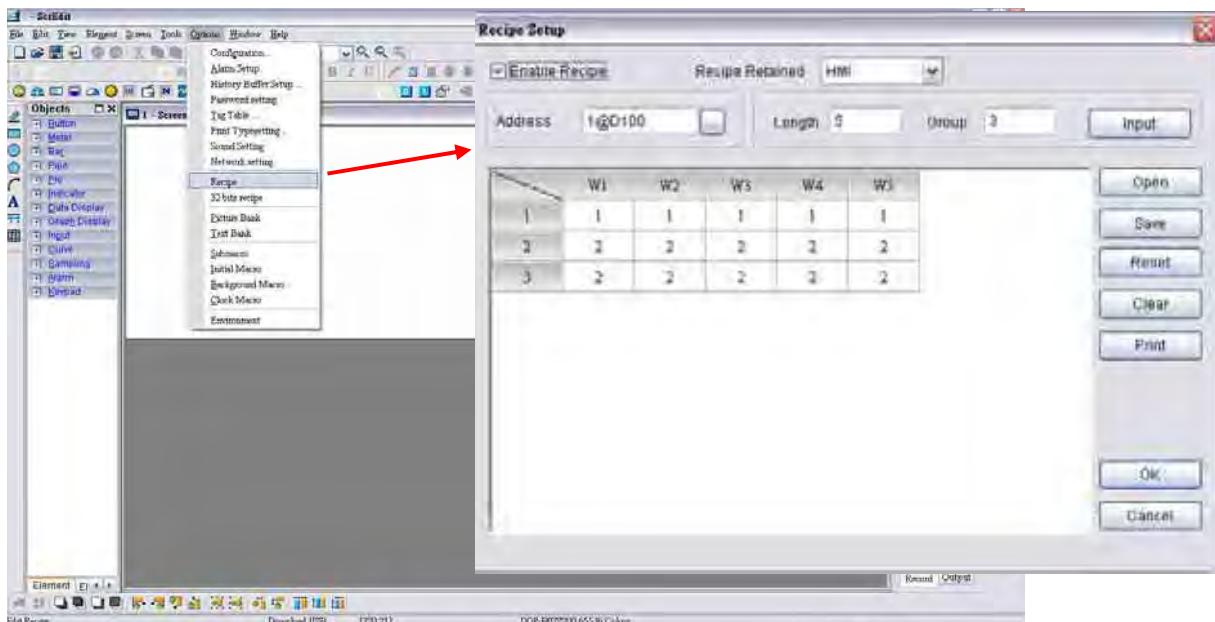 - ScrEdit
File Edit View Element Screen Tools Options Window Help
Configuration...
Alarm Setup
History Buffer Setup ...
Password setting
Tag Table ...
Print Typesetting
Sound Setting
Network setting
Recipe
32 bits recipe
Picture Bank
Text Bank
Submacro
Initial Macro
Background Macro
Clock Macro
Environment
Objects
Button
Meter
Bar
Pipe
Pie
Indicator
Data Display
Graph Display
Input
Curve
Sampling
Alarm
Keypad
1 - Screen
Element
Record Output
Recipe Setup
Enable Recipe Recipe Retained HMI
Address 1@D100 ... Length 5 Group 3 Input
W1 W2 W3 W4 W5
1 1 1 1 1 1
2 2 2 2 2 2
3 2 2 2 2 2
Open
Save
Reset
Clear
Print
OK
Cancel